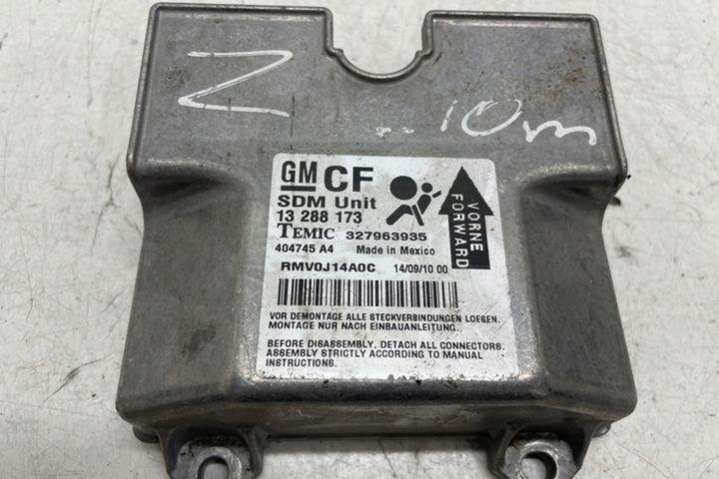 Z ..10m
GM CF
SDM Unit
13 288 173
TEMIC 327963935
404745 A4 Made in Mexico
VORNE
FORWARD
RMV0J14A0C 14/09/10 00
VOR DEMONTAGE ALLE STECKVERBINDUNGEN LOESEN.
MONTAGE NUR NACH EINBAUANLEITUNG.
BEFORE DISASSEMBLY, DETACH ALL CONNECTORS.
ASSEMBLY STRICTLY ACCORDING TO MANUAL
INSTRUCTIONS.